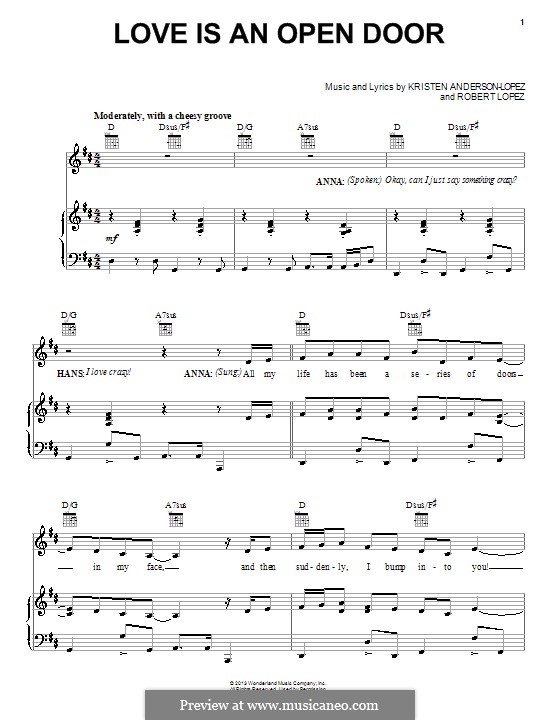 LOVE IS AN OPEN DOOR
1
Music and Lyrics by KRISTEN ANDERSON-LOPEZ
and ROBERT LOPEZ
Moderately, with a cheesy groove
D Dsus/F♯ D/G A7sus D Dsus/F♯
ANNA: (Spoken:) Okay, can I just say something crazy?
mf
D/G A7sus D Dsus/F♯
HANS: I love crazy! ANNA: (Sung:) All my life has been a se - ries of doors
D/G A7sus D Dsus/F♯
in my face, and then sud - den - ly, I bump in - to you!
© 2013 Wonderland Music Company, Inc.
All Rights Reserved. Used by Permission.
Preview at www.musicaneo.com